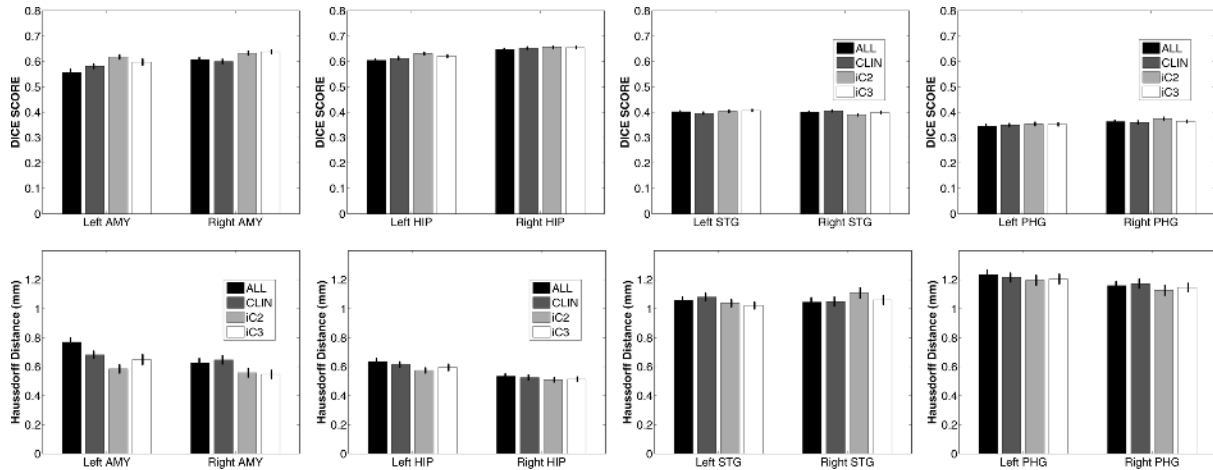 0.8
0.7
0.6
0.5
0.4
0.3
0.2
0.1
0
DICE SCORE
Left AMY Right AMY
0.8
0.7
0.6
0.5
0.4
0.3
0.2
0.1
0
DICE SCORE
Left HIP Right HIP
0.8
0.7
0.6
0.5
0.4
0.3
0.2
0.1
0
DICE SCORE
ALL
CLIN
iC2
iC3
Left STG Right STG
0.8
0.7
0.6
0.5
0.4
0.3
0.2
0.1
0
DICE SCORE
ALL
CLIN
iC2
iC3
Left PHG Right PHG
1.2
1
0.8
0.6
0.4
0.2
0
Haussdorff Distance (mm)
ALL
CLIN
iC2
iC3
Left AMY Right AMY
1.2
1
0.8
0.6
0.4
0.2
0
Haussdorff Distance (mm)
ALL
CLIN
iC2
iC3
Left HIP Right HIP
1.2
1
0.8
0.6
0.4
0.2
0
Haussdorff Distance (mm)
Left STG Right STG
1.2
1
0.8
0.6
0.4
0.2
0
Haussdorff Distance (mm)
Left PHG Right PHG